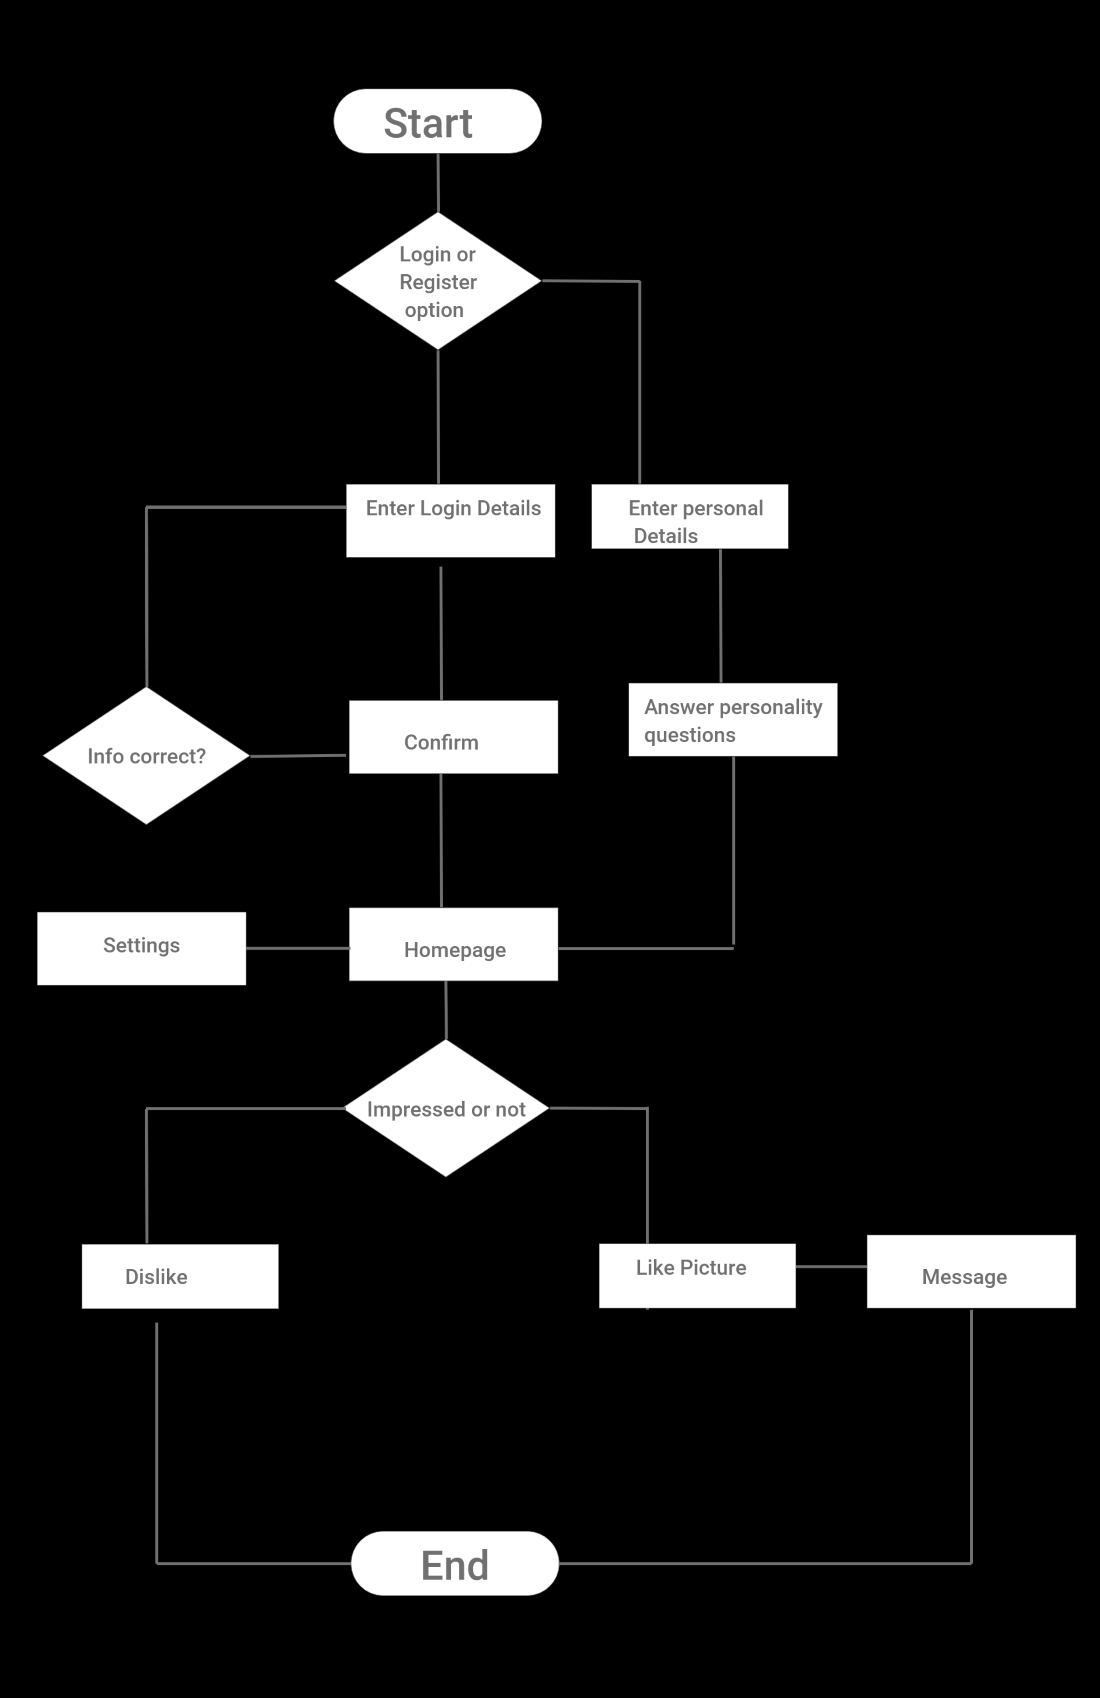 Start
Login or
Register
option
Enter Login Details
Enter personal
Details
Answer personality
questions
Info correct?
Confirm
Settings
Homepage
Impressed or not
Dislike
Like Picture
Message
End